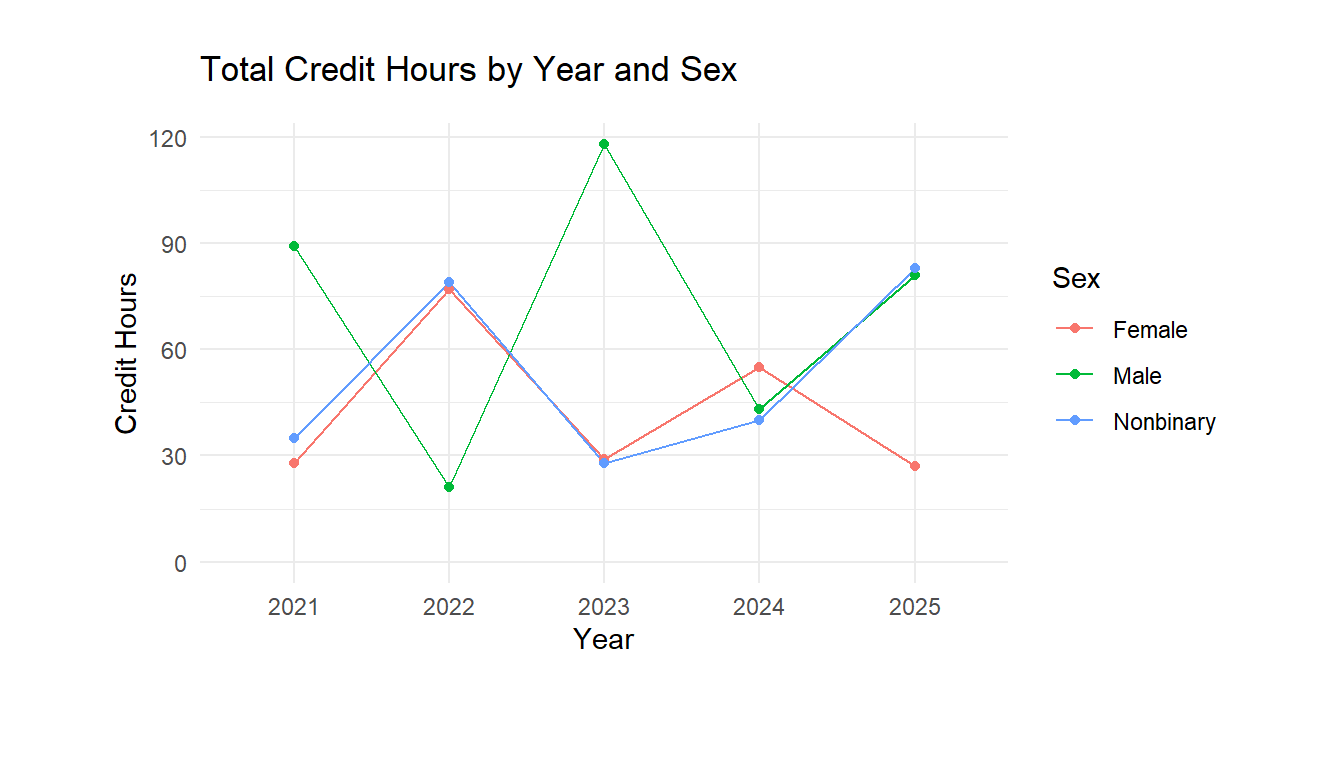 Total Credit Hours by Year and Sex
120
90
60
30
0
Credit Hours
2021 2022 2023 2024 2025
Year
Sex
Female
Male
Nonbinary